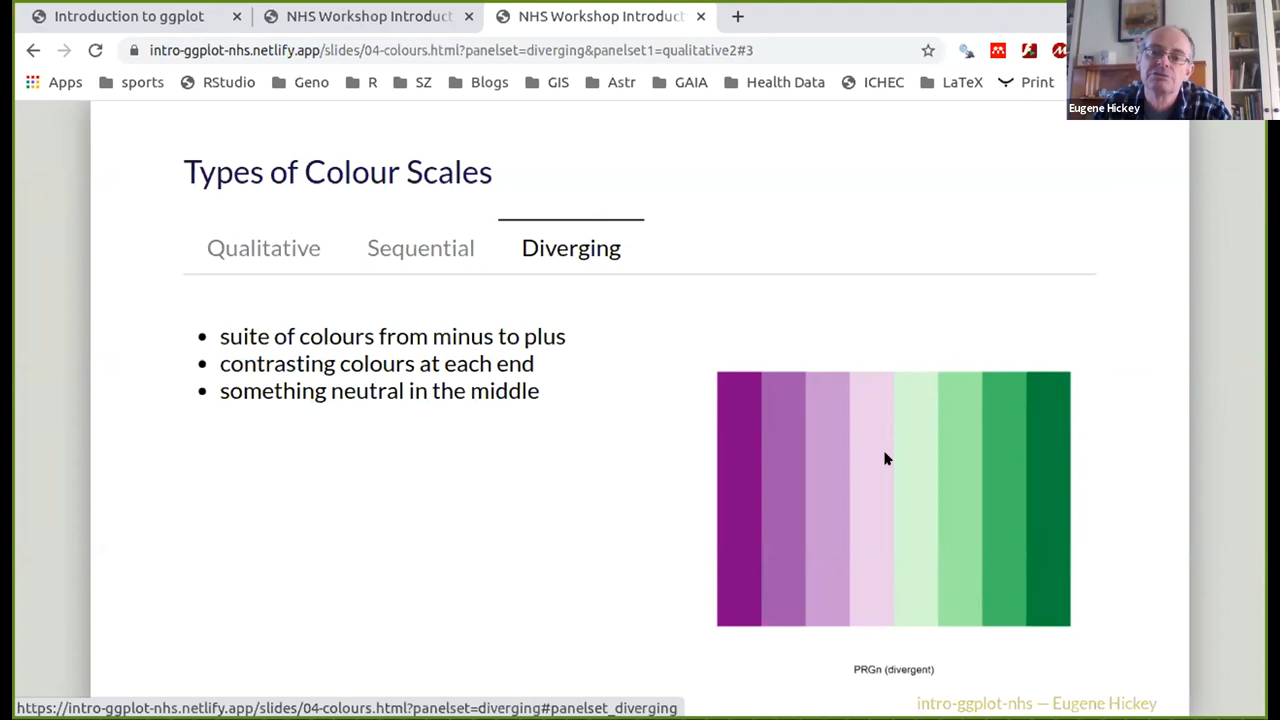 Introduction to ggplot
NHS Workshop Introduct
NHS Workshop Introduct
intro-ggplot-nhs.netlify.app/slides/04-colours.html?panelset=diverging&panelset1=qualitative2#3
Apps sports RStudio Geno R SZ Blogs GIS Astr GAIA Health Data ICHEC LaTeX Print
Eugene Hickey
Types of Colour Scales
Qualitative Sequential Diverging
• suite of colours from minus to plus
• contrasting colours at each end
• something neutral in the middle
PRGn (divergent)
intro-ggplot-nhs — Eugene Hickey
https://intro-ggplot-nhs.netlify.app/slides/04-colours.html?panelset=diverging#panelset_diverging